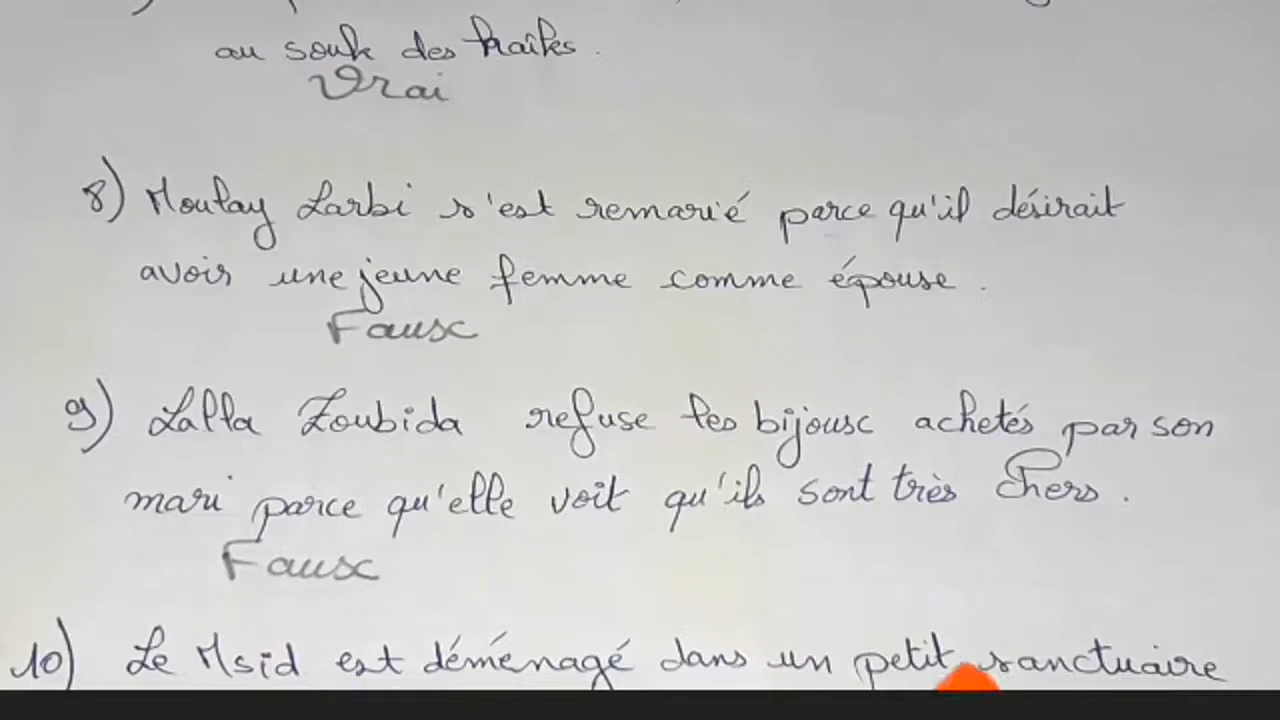 au souk des haïks.
Vrai
8) Moulay Larbi s'est remarié parce qu'il désirait
avoir une jeune femme comme épouse.
Faux
9) Lalla Zoubida refuse les bijoux achetés par son
mari parce qu'elle voit qu'ils sont très chers.
Faux
10) Le Msid est déménagé dans un petit sanctuaire